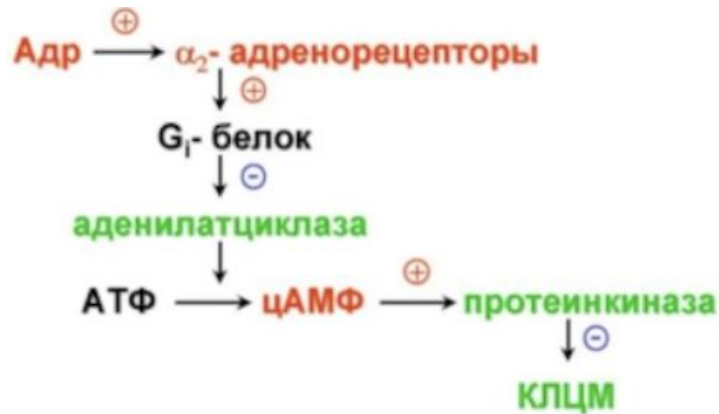 Адр ⊕ α₂- адренорецепторы
⊕
Gᵢ- белок
⊖
аденилатциклаза
⊕
АТФ цАМФ протеинкиназа
⊖
КЛЦМ